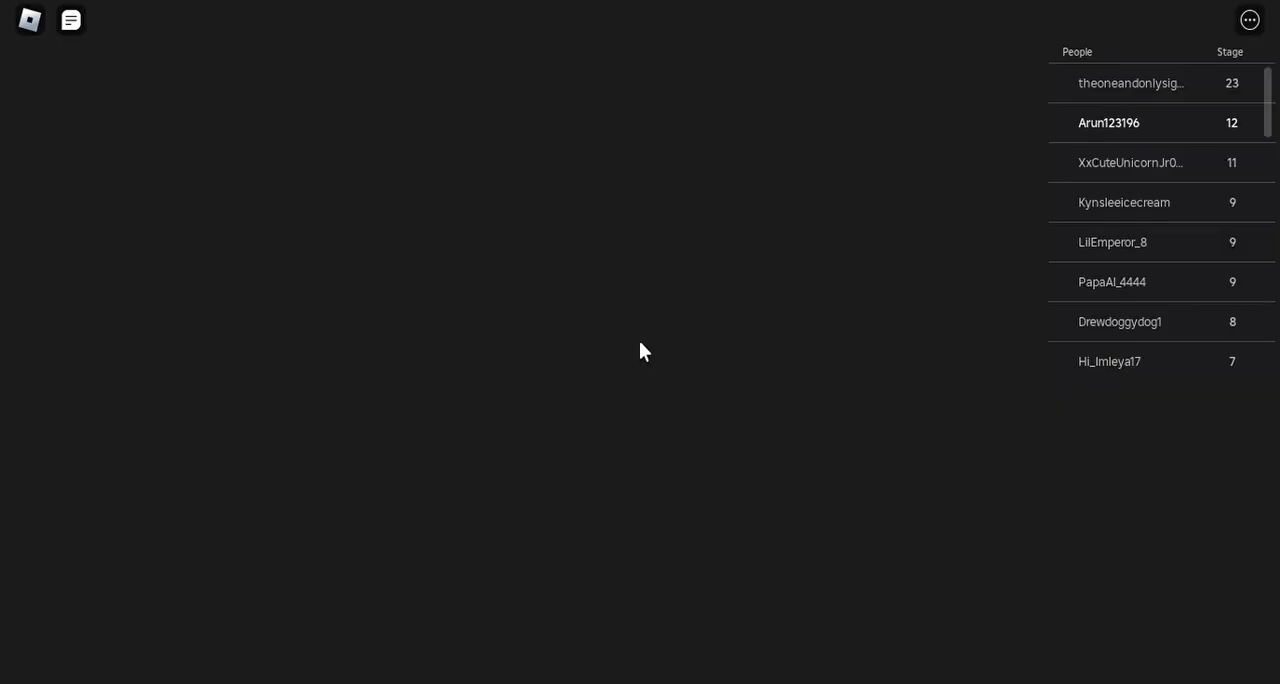 People Stage
theoneandonlysig... 23
Arun123196 12
XxCuteUnicornJr0... 11
Kynsleeicecream 9
LilEmperor_8 9
PapaAl_4444 9
Drewdoggydog1 8
Hi_Imleya17 7